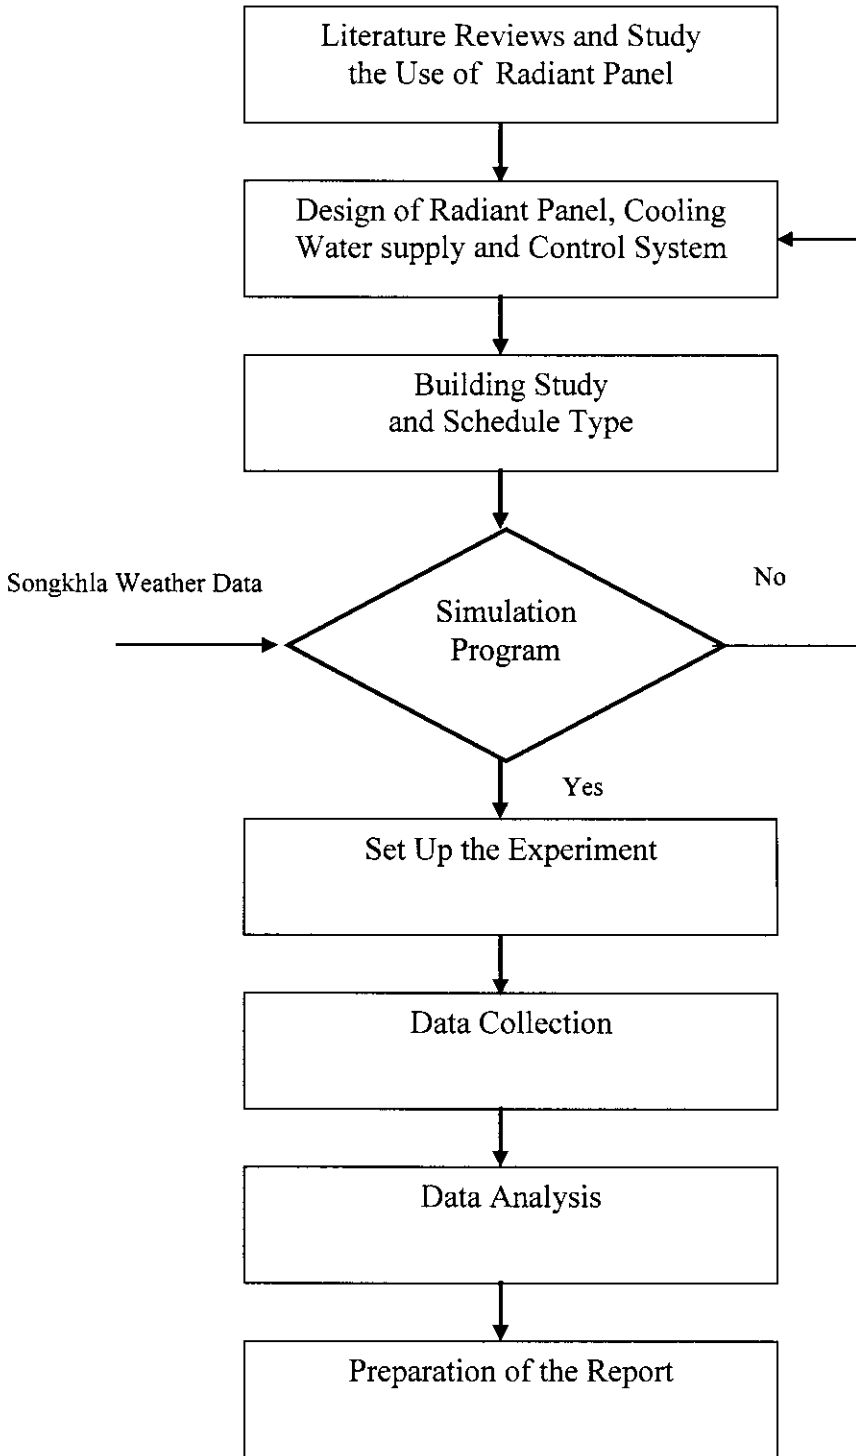 Literature Reviews and Study
the Use of Radiant Panel
Design of Radiant Panel, Cooling
Water supply and Control System
Building Study
and Schedule Type
Songkhla Weather Data
Simulation
Program
No
Yes
Set Up the Experiment
Data Collection
Data Analysis
Preparation of the Report